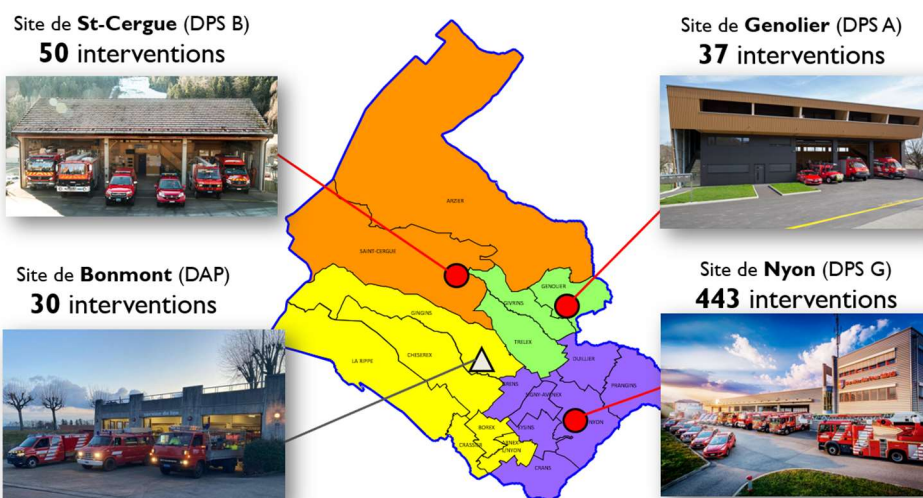 Site de St-Cergue (DPS B)
50 interventions
Site de Genolier (DPS A)
37 interventions
Site de Bonmont (DAP)
30 interventions
Site de Nyon (DPS G)
443 interventions
ARZIER
SAINT-CERGUE
GENOLIER
GIVRINS
GINGINS
TRELEX
CHESEREX
LA RIPPE
DUILLIER
PRANGINS
GRENS
SIGNY-AVENEX
NYON
BOREX
EYSINS
CRASSIER
ARNEX
S/NYON
CRANS